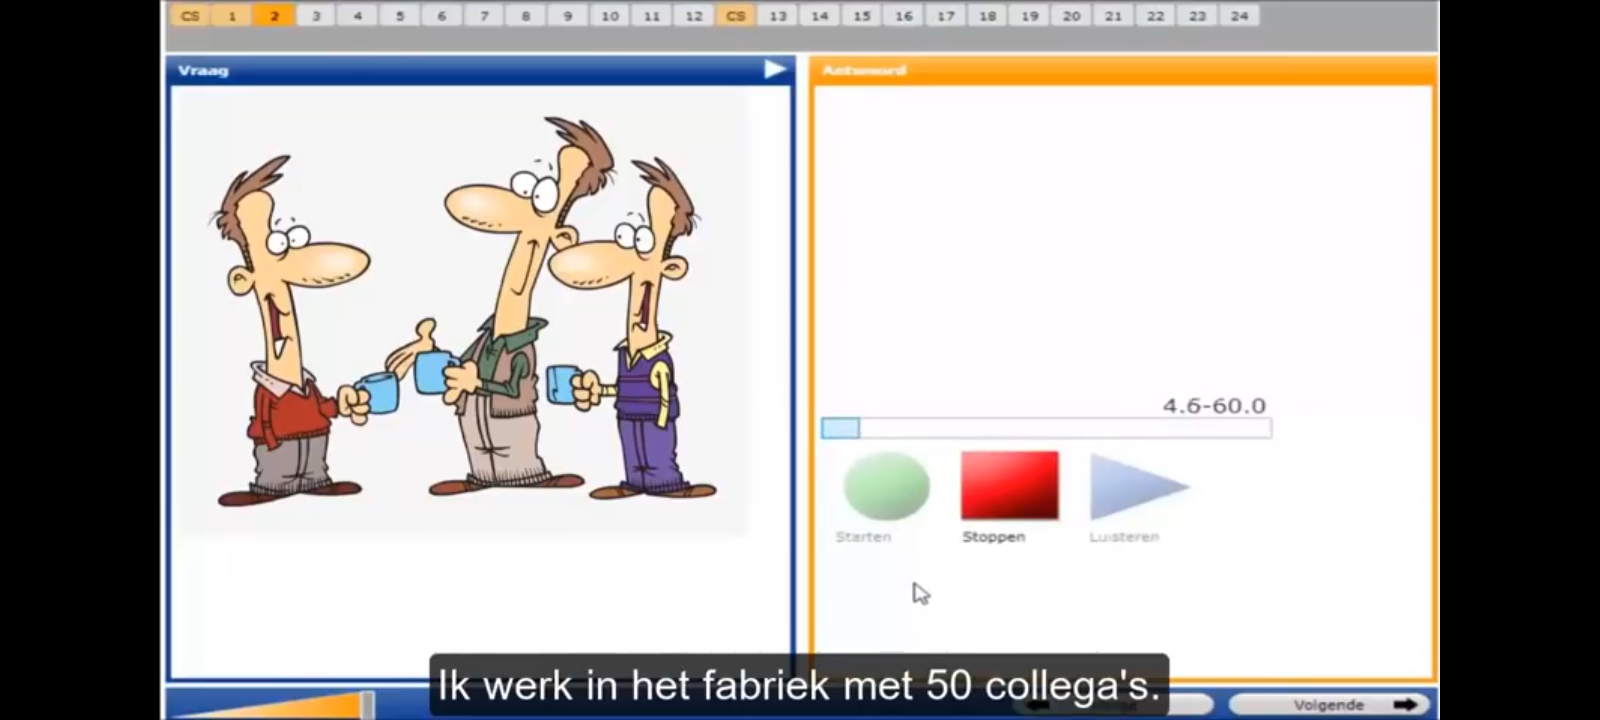 CS 1 2 3 4 5 6 7 8 9 10 11 12 CS 13 14 15 16 17 18 19 20 21 22 23 24
Vraag
Antwoord
4.6-60.0
Starten Stoppen Luisteren
Ik werk in het fabriek met 50 collega's.
Volgende